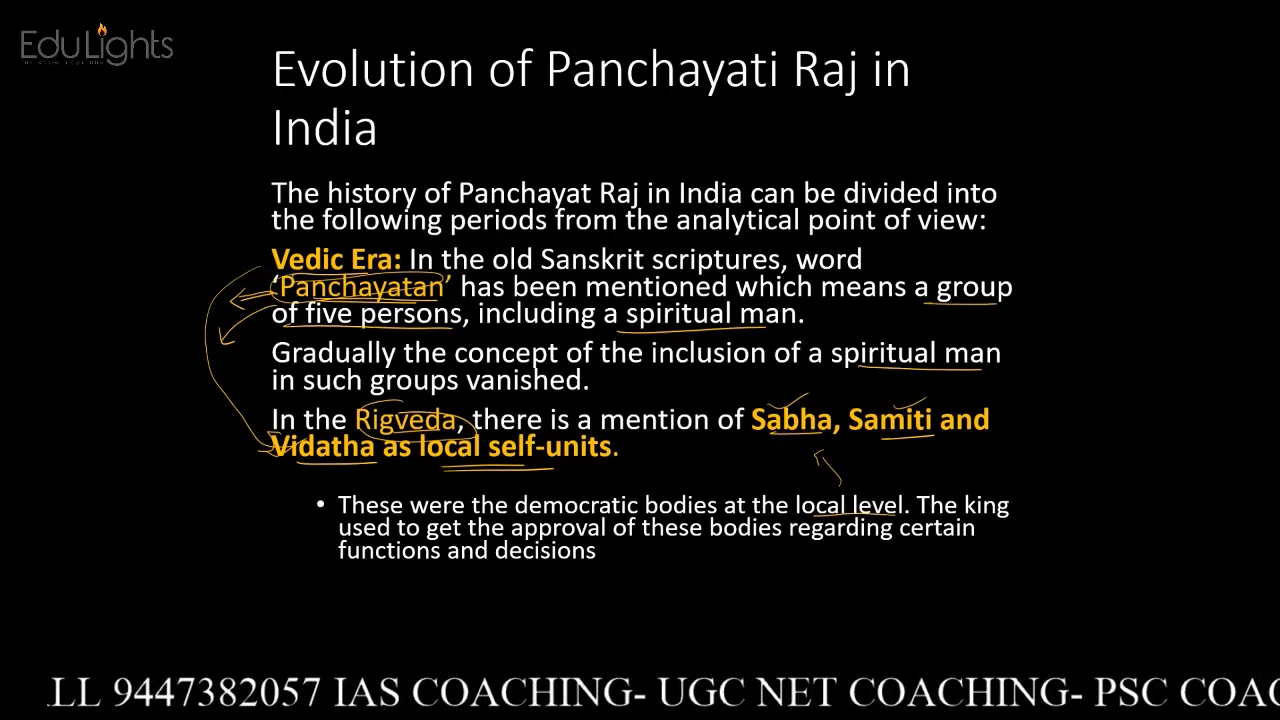 EduLights
Evolution of Panchayati Raj in
India
The history of Panchayat Raj in India can be divided into
the following periods from the analytical point of view:
Vedic Era: In the old Sanskrit scriptures, word
‘Panchayatan’ has been mentioned which means a group
of five persons, including a spiritual man.
Gradually the concept of the inclusion of a spiritual man
in such groups vanished.
In the Rigveda, there is a mention of Sabha, Samiti and
Vidatha as local self-units.
• These were the democratic bodies at the local level. The king
used to get the approval of these bodies regarding certain
functions and decisions
LL 9447382057 IAS COACHING- UGC NET COACHING- PSC COAC